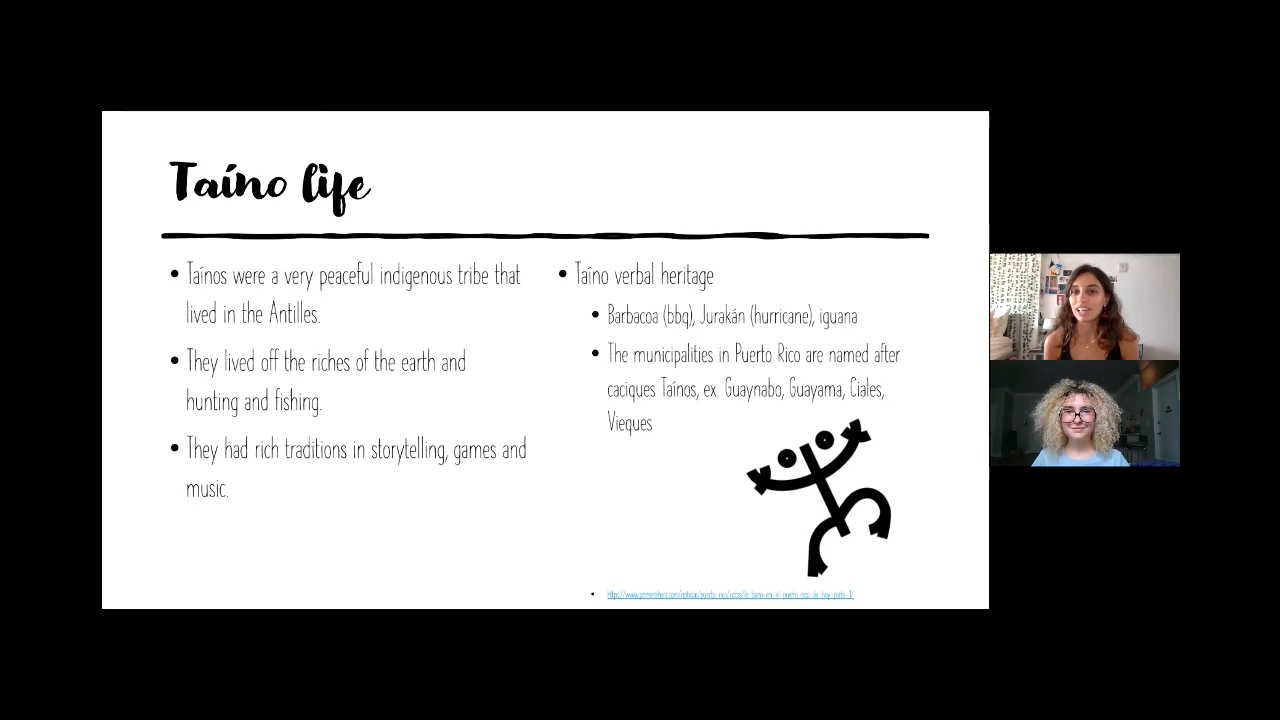 Taíno life
• Taínos were a very peaceful indigenous tribe that
lived in the Antilles.
• They lived off the riches of the earth and
hunting and fishing.
• They had rich traditions in storytelling, games and
music.
• Taíno verbal heritage
• Barbacoa (bbq), Jurakán (hurricane), iguana
• The municipalities in Puerto Rico are named after
caciques Taínos, ex. Guaynabo, Guayama, Ciales,
Vieques